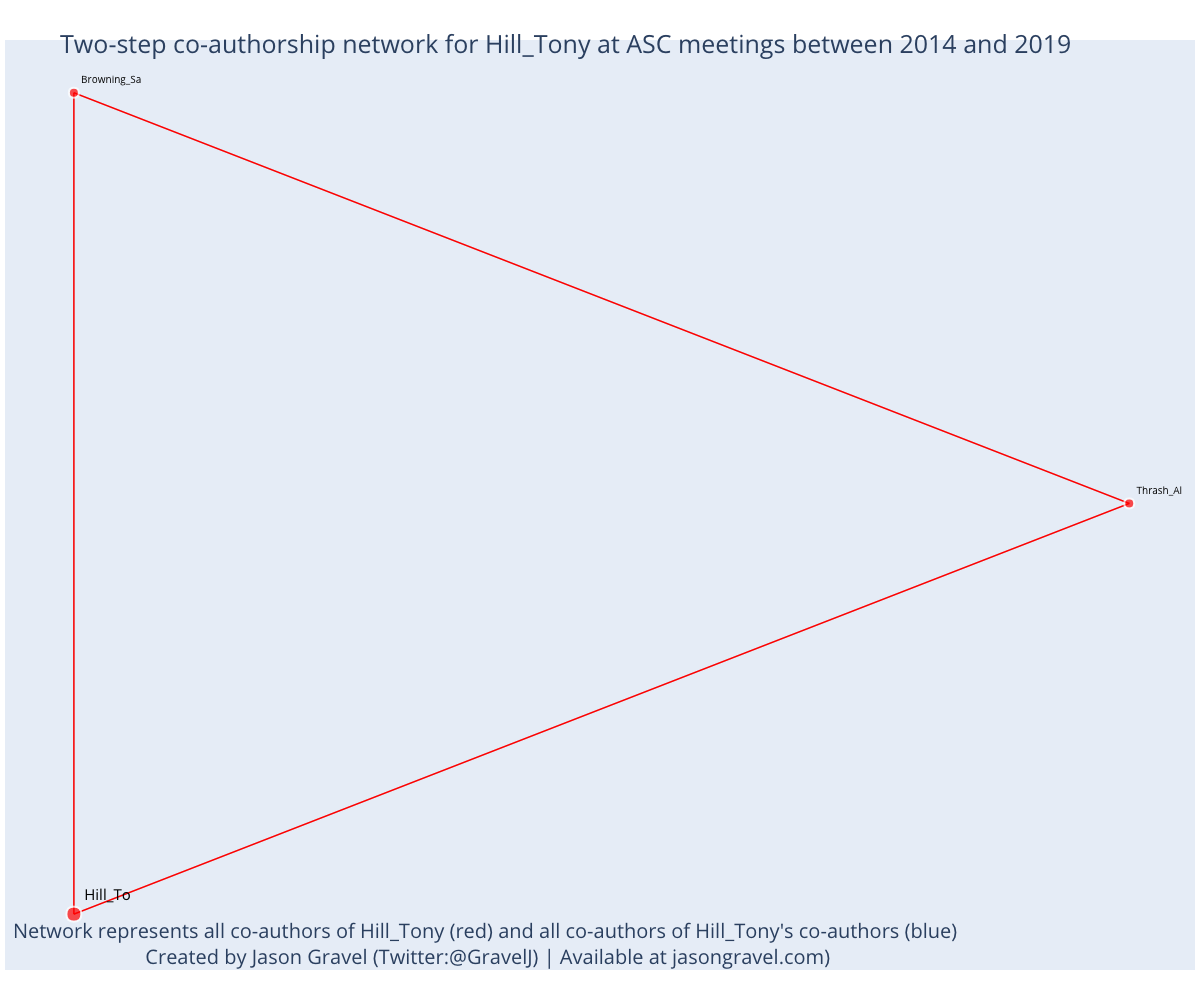 Two-step co-authorship network for Hill_Tony at ASC meetings between 2014 and 2019
Browning_Sa
Thrash_Al
Hill_To
Network represents all co-authors of Hill_Tony (red) and all co-authors of Hill_Tony's co-authors (blue)
Created by Jason Gravel (Twitter:@GravelJ) | Available at jasongravel.com)